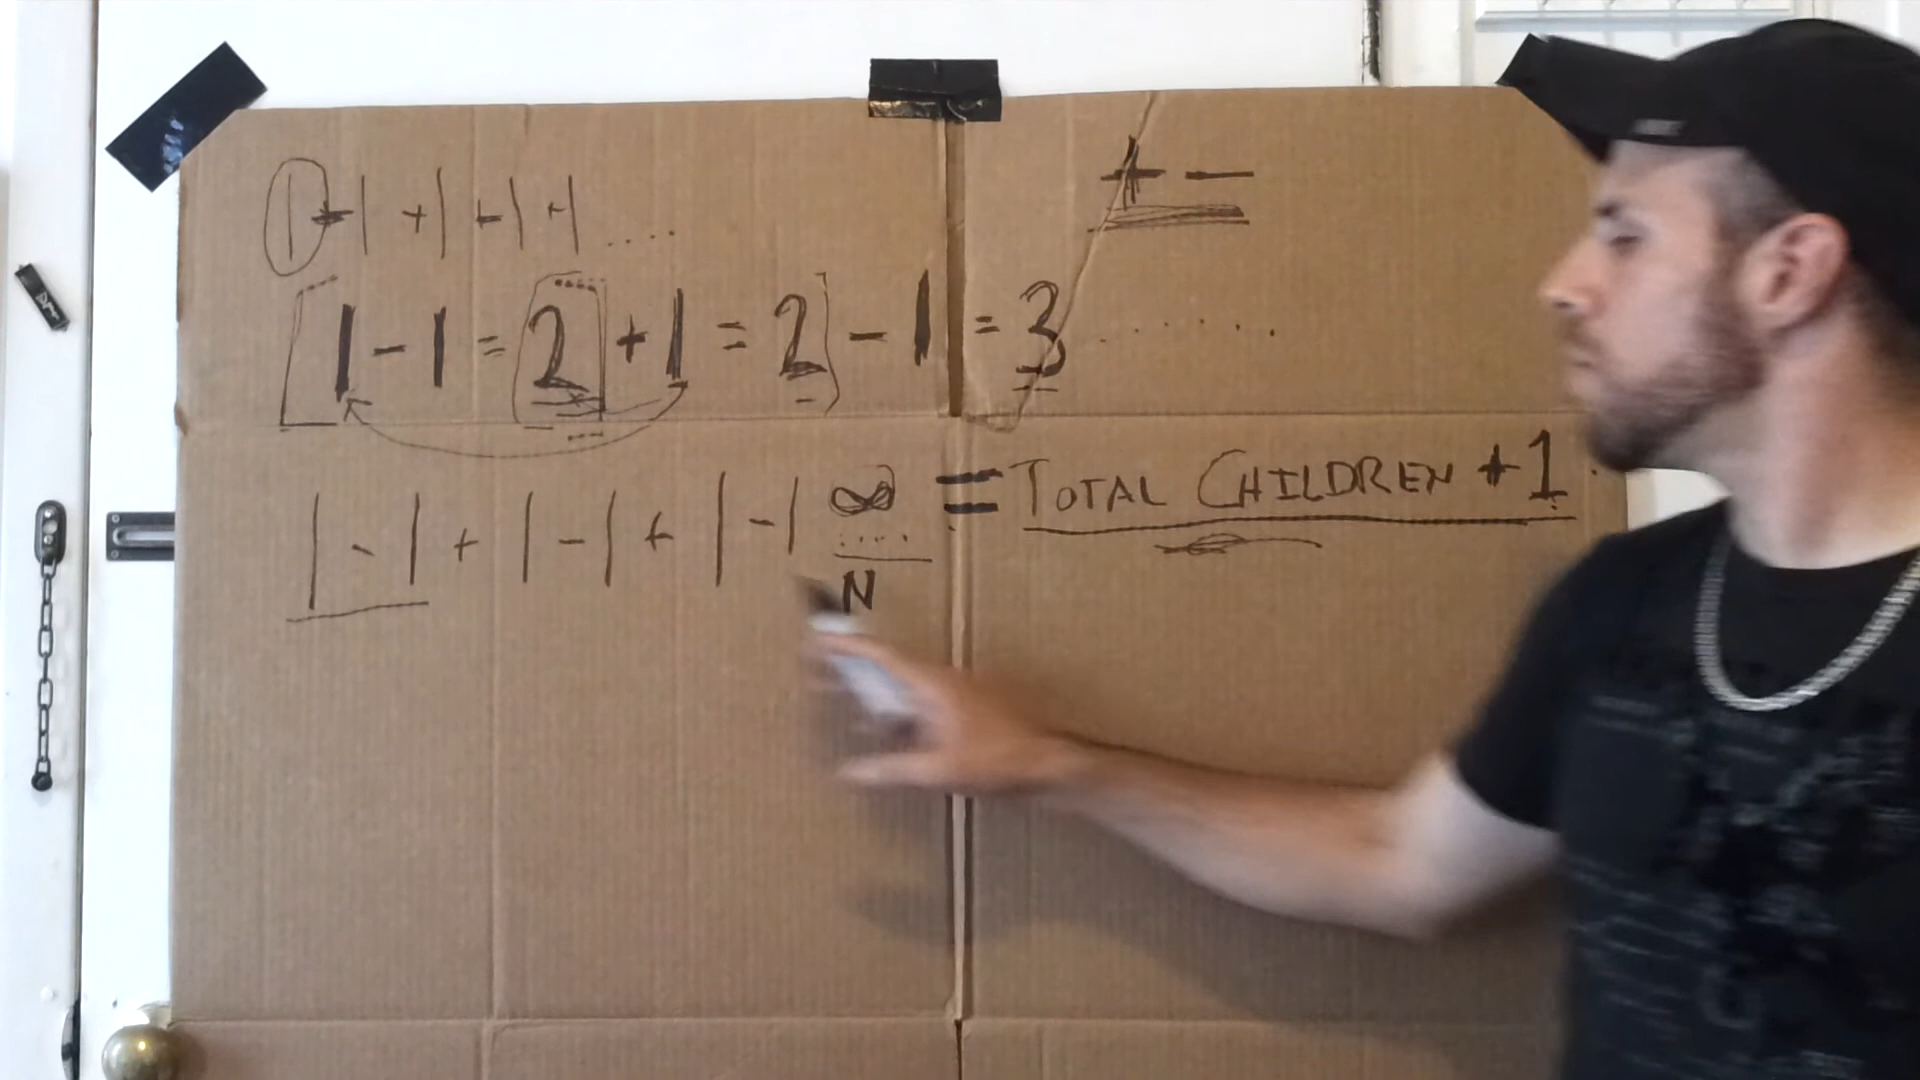 1 + 1 + 1 + 1 + 1 .....
+ −
1 − 1 = 2 + 1 = 2 − 1 = 3 ........
1 − 1 + 1 − 1 + 1 − 1 ∞ .... = TOTAL CHILDREN + 1
N